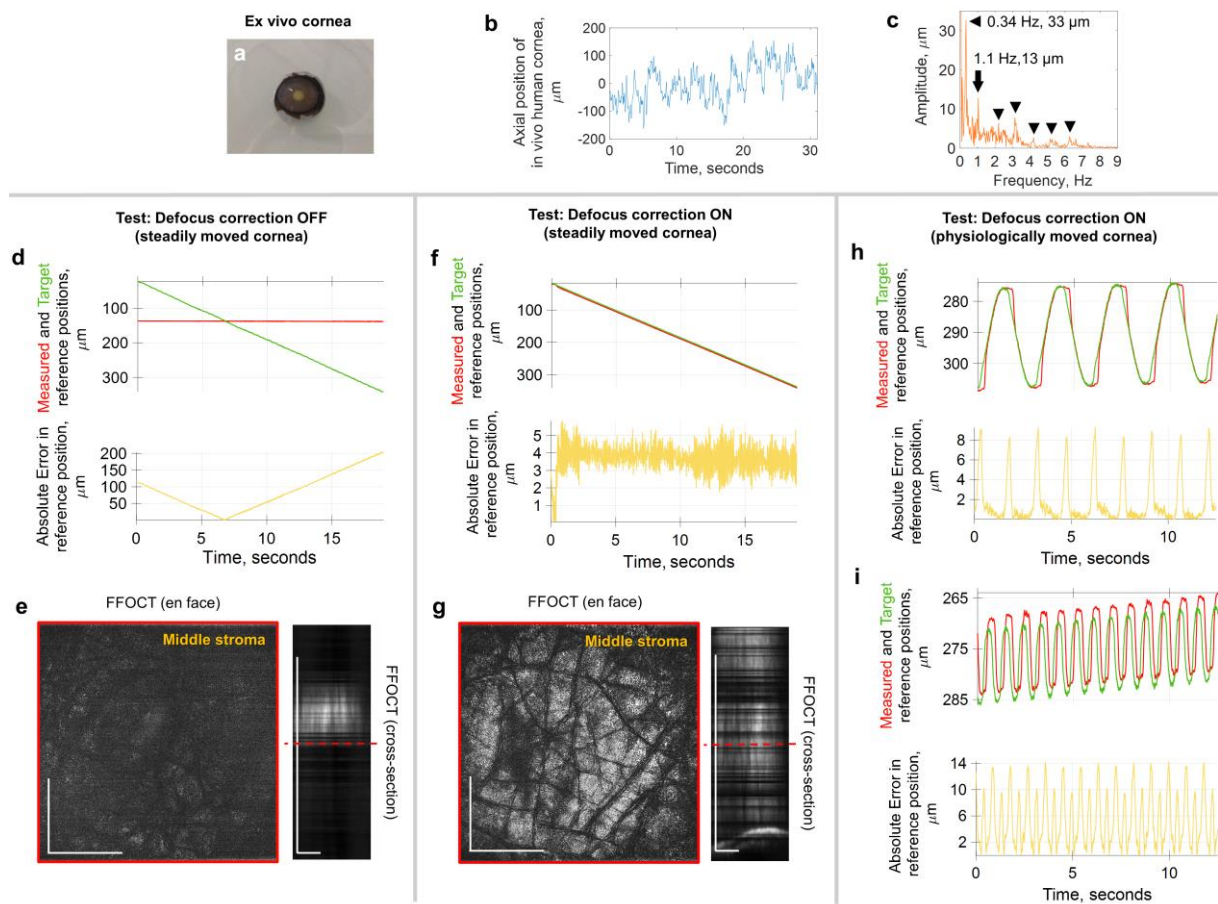 Ex vivo cornea
a
b
Axial position of
in vivo human cornea,
μm
200
100
0
-100
-200
0
10
20
30
Time, seconds
c
Amplitude, μm
30
20
10
0
0.34 Hz, 33 μm
1.1 Hz,13 μm
0 1 2 3 4 5 6 7 8 9
Frequency, Hz
Test: Defocus correction OFF
(steadily moved cornea)
d
Measured and Target
reference positions,
μm
100
200
300
Absolute Error in
reference position,
μm
200
150
100
50
0 5 10 15
Time, seconds
e
FFOCT (en face)
Middle stroma
FFOCT (cross-section)
Test: Defocus correction ON
(steadily moved cornea)
f
Measured and Target
reference positions,
μm
5 10 15
100
200
300
Absolute Error in
reference position,
μm
5
4
3
2
1
0 5 10 15
Time, seconds
g
FFOCT (en face)
Middle stroma
FFOCT (cross-section)
Test: Defocus correction ON
(physiologically moved cornea)
h
Measured and Target
reference positions,
μm
280
290
300
Absolute Error in
reference position,
μm
8
6
4
2
0 5 10
Time, seconds
i
Measured and Target
reference positions,
μm
265
285
Absolute Error in
reference position,
μm
14
10
6
2
0 5 10
Time, seconds